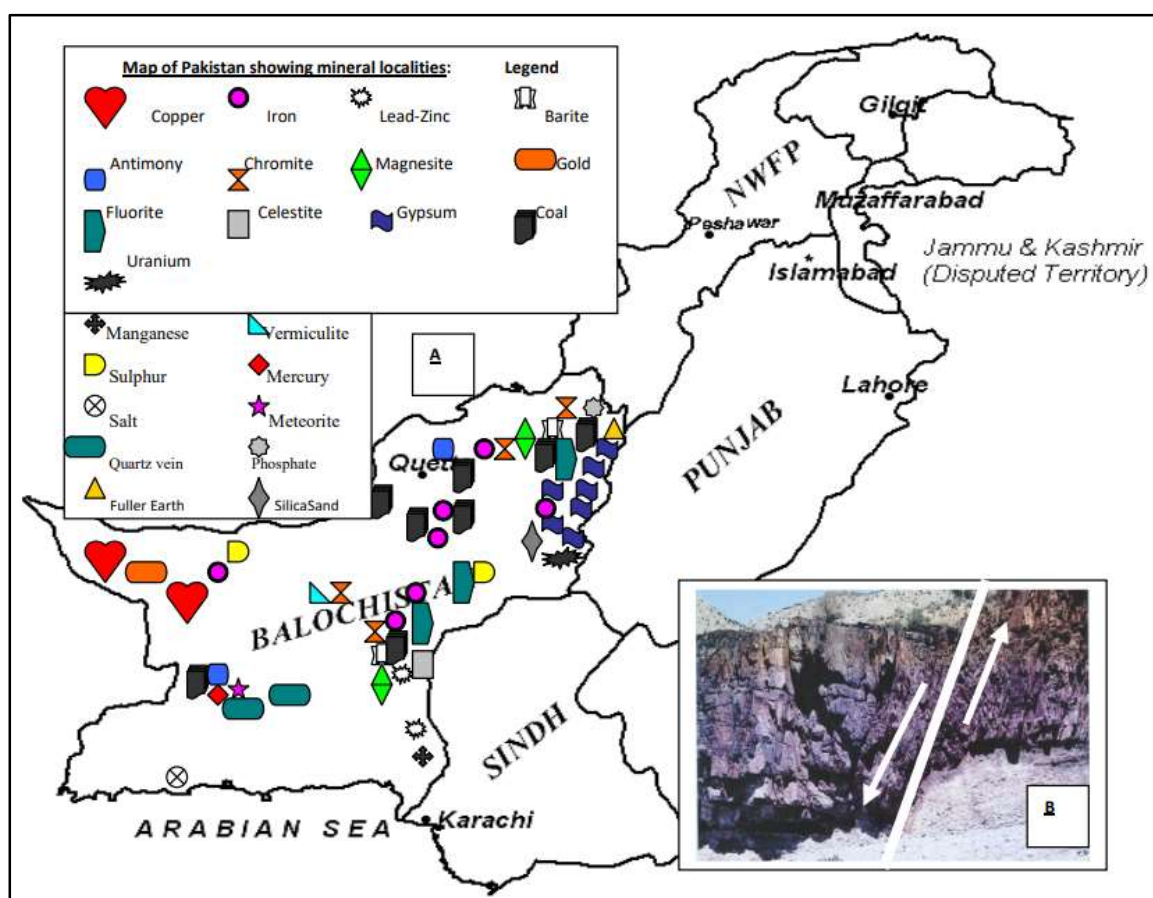 Map of Pakistan showing mineral localities: Legend
Copper Iron Lead-Zinc Barite
Antimony Chromite Magnesite Gold
Fluorite Celestite Gypsum Coal
Uranium
Manganese Vermiculite
Sulphur Mercury
Salt Meteorite
Quartz vein Phosphate
Fuller Earth SilicaSand
A
Gilgit
NWFP
Muzaffarabad
Peshawar
Jammu & Kashmir
(Disputed Territory)
Islamabad
Lahore
PUNJAB
Quett
BALOCHISTA
SINDH
Karachi
ARABIAN SEA
B